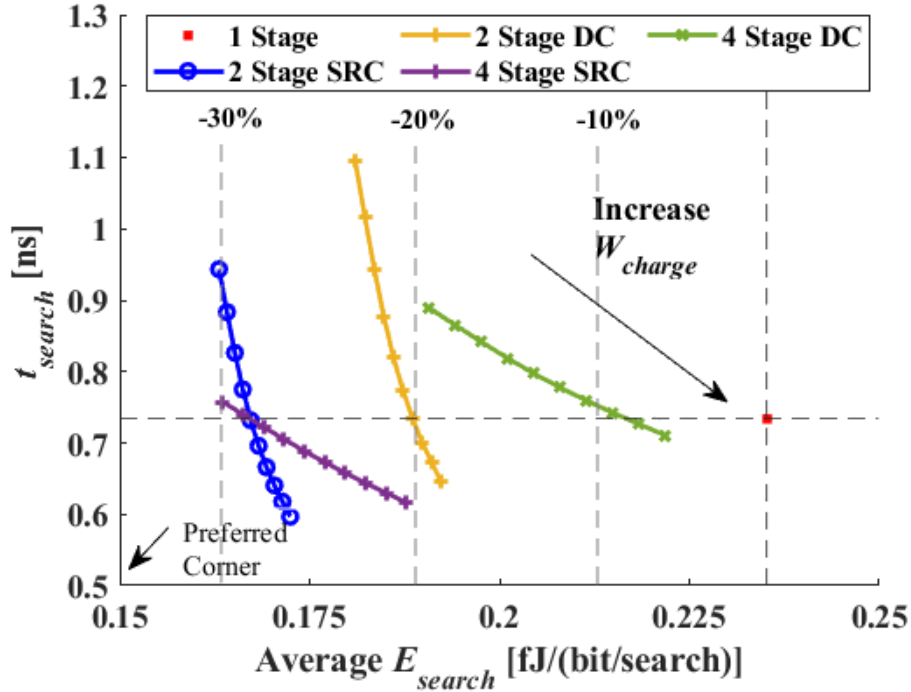 1.3
1.2
1.1
1
0.9
0.8
0.7
0.6
0.5
t_search [ns]
1 Stage
2 Stage DC
4 Stage DC
2 Stage SRC
4 Stage SRC
-30%
-20%
-10%
Increase
W_charge
Preferred
Corner
0.15
0.175
0.2
0.225
0.25
Average E_search [fJ/(bit/search)]